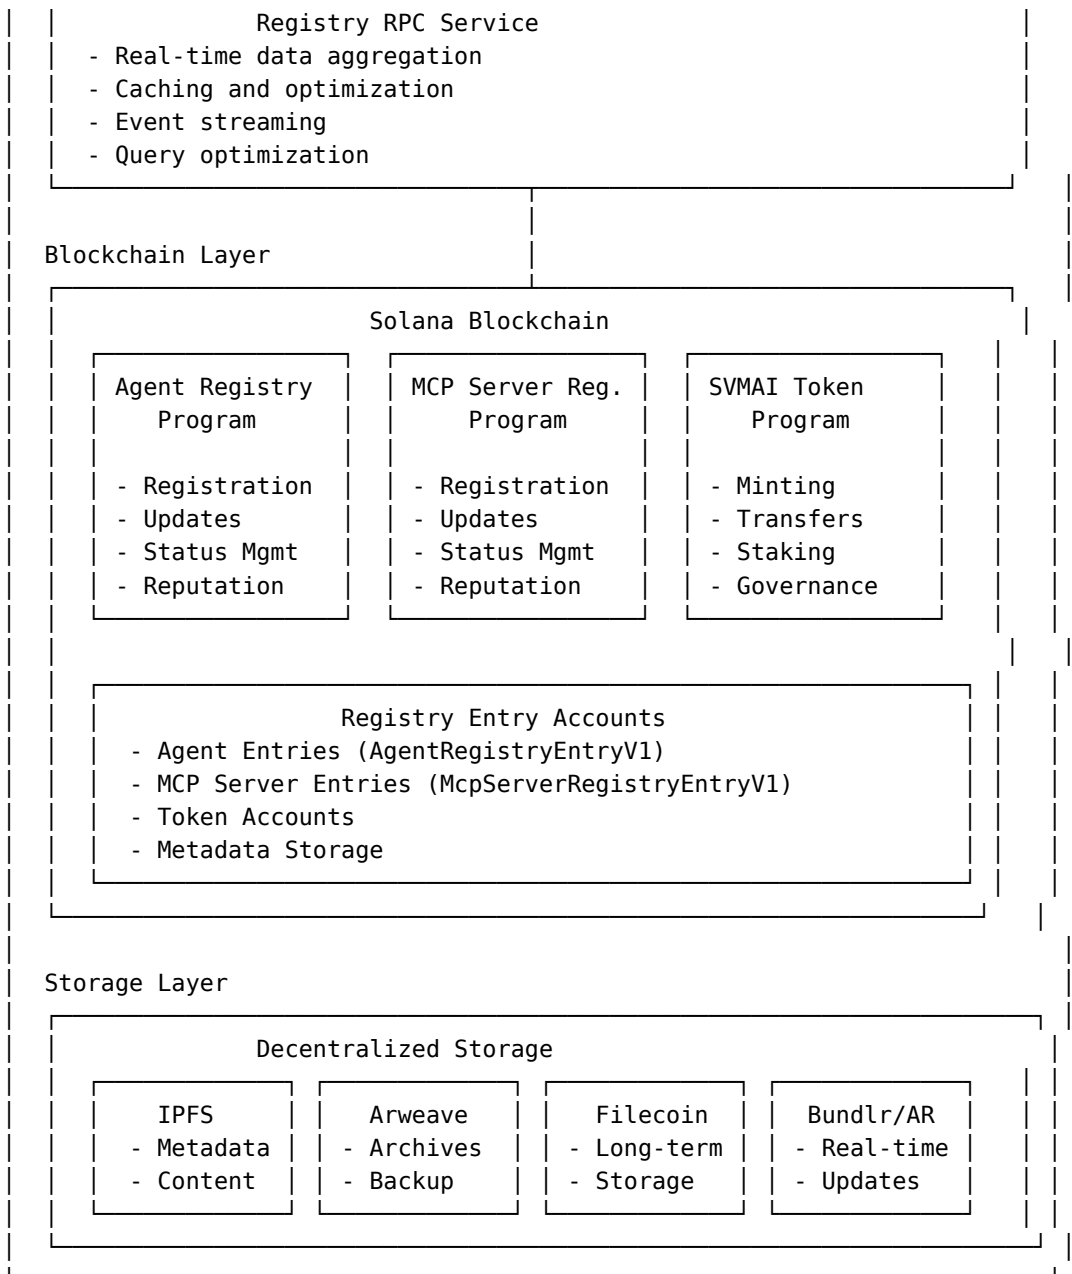 Registry RPC Service
- Real-time data aggregation
- Caching and optimization
- Event streaming
- Query optimization
Blockchain Layer
Solana Blockchain
Agent Registry MCP Server Reg. SVMAI Token
Program Program Program
- Registration - Registration - Minting
- Updates - Updates - Transfers
- Status Mgmt - Status Mgmt - Staking
- Reputation - Reputation - Governance
Registry Entry Accounts
- Agent Entries (AgentRegistryEntryV1)
- MCP Server Entries (McpServerRegistryEntryV1)
- Token Accounts
- Metadata Storage
Storage Layer
Decentralized Storage
IPFS Arweave Filecoin Bundlr/AR
- Metadata - Archives - Long-term - Real-time
- Content - Backup - Storage - Updates